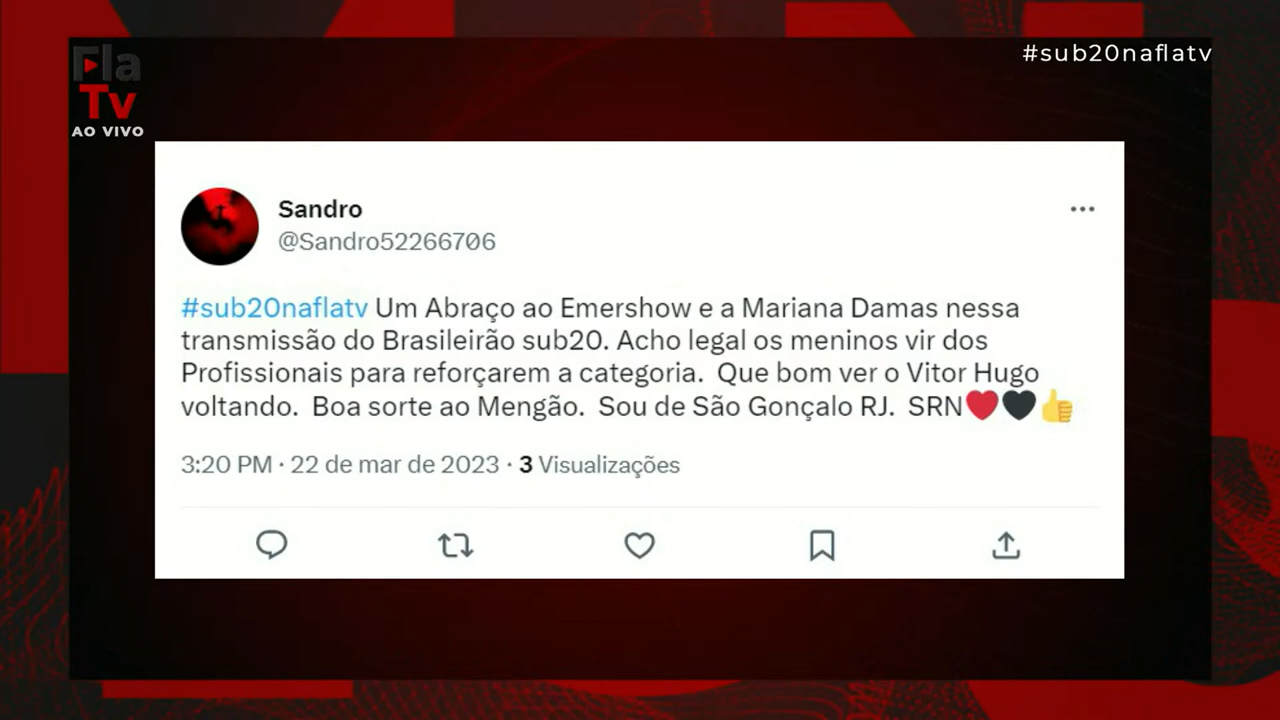 Fla
Tv
AO VIVO
#sub20naflatv
Sandro
@Sandro52266706
#sub20naflatv Um Abraço ao Emershow e a Mariana Damas nessa
transmissão do Brasileirão sub20. Acho legal os meninos vir dos
Profissionais para reforçarem a categoria.  Que bom ver o Vitor Hugo
voltando.  Boa sorte ao Mengão.  Sou de São Gonçalo RJ.  SRN❤️🖤👍
3:20 PM · 22 de mar de 2023 · 3 Visualizações